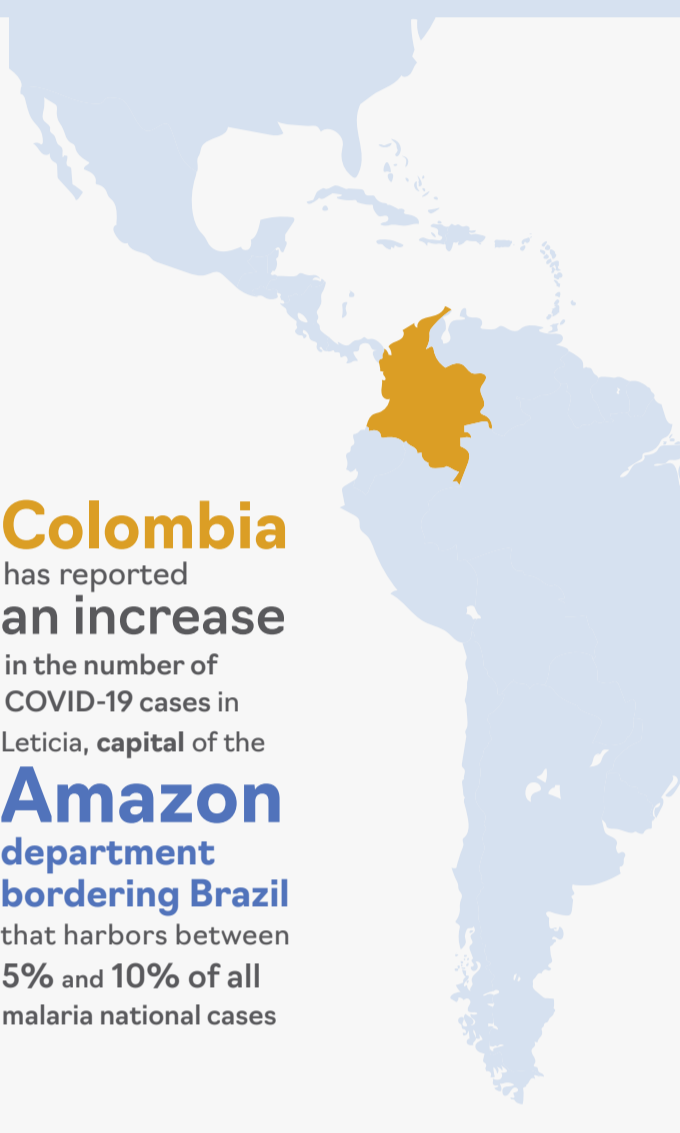 Colombia
has reported
an increase
in the number of
COVID-19 cases in
Leticia, capital of the
Amazon
department
bordering Brazil
that harbors between
5% and 10% of all
malaria national cases